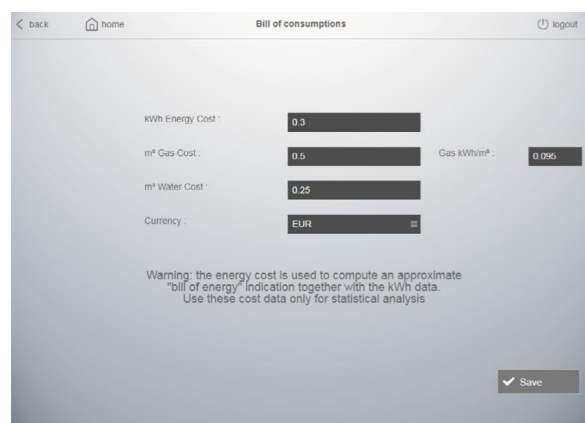 back home Bill of consumptions logout
kWh Energy Cost : 0.3
m³ Gas Cost : 0.5 Gas kWh/m³ : 0.095
m³ Water Cost : 0.25
Currency : EUR
Warning: the energy cost is used to compute an approximate
"bill of energy" indication together with the kWh data.
Use these cost data only for statistical analysis
Save